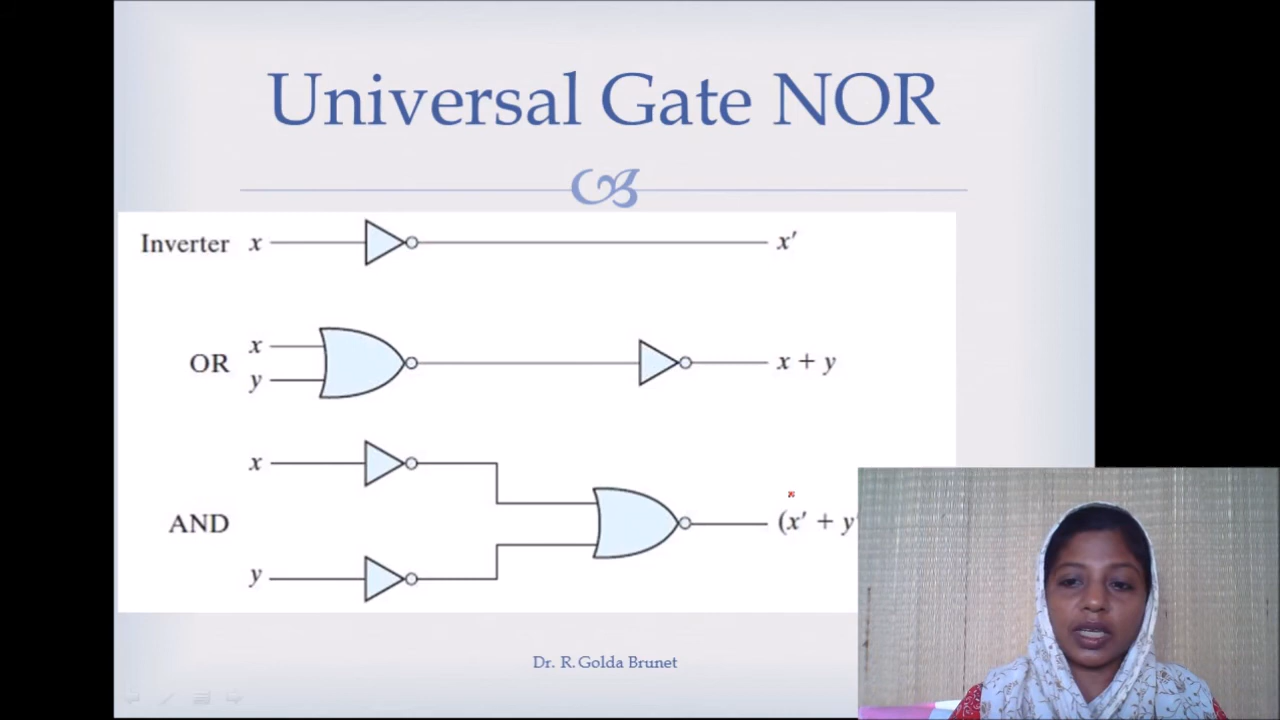 Universal Gate NOR
Inverter x x′
x
OR x + y
y
x
AND (x′ + y
y
Dr. R. Golda Brunet